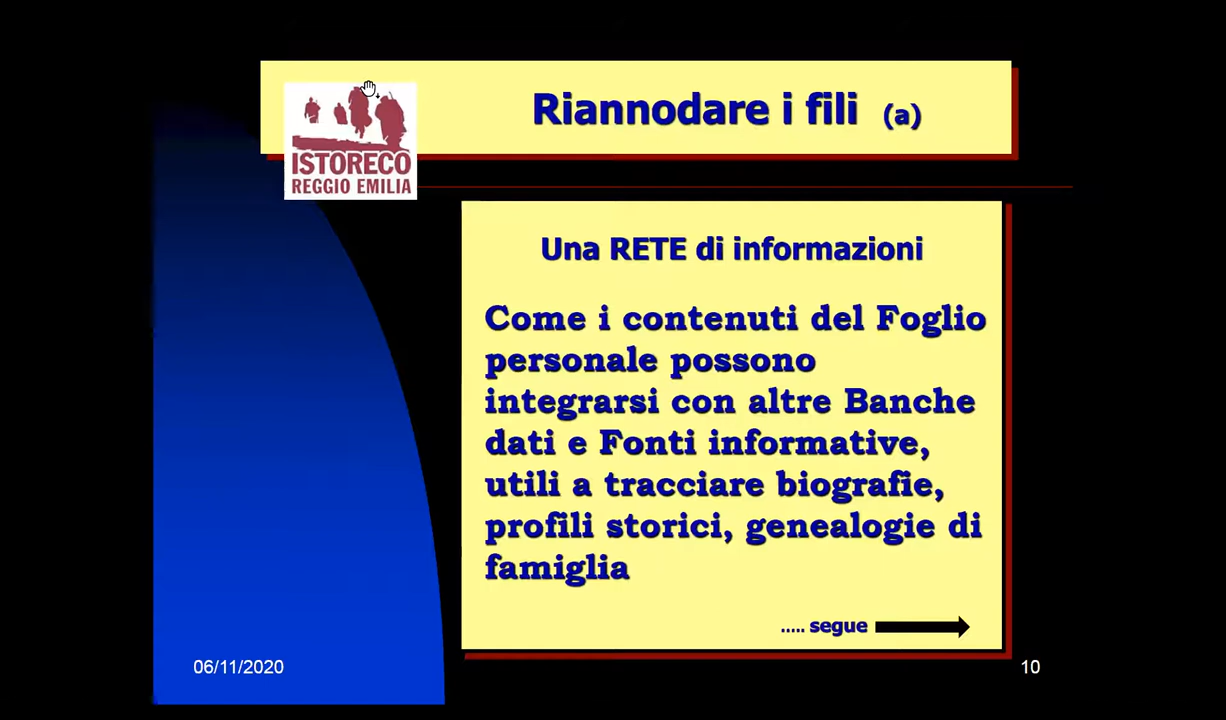 Riannodare i fili (a)
ISTORECO
REGGIO EMILIA
Una RETE di informazioni
Come i contenuti del Foglio
personale possono
integrarsi con altre Banche
dati e Fonti informative,
utili a tracciare biografie,
profili storici, genealogie di
famiglia
..... segue
06/11/2020
10